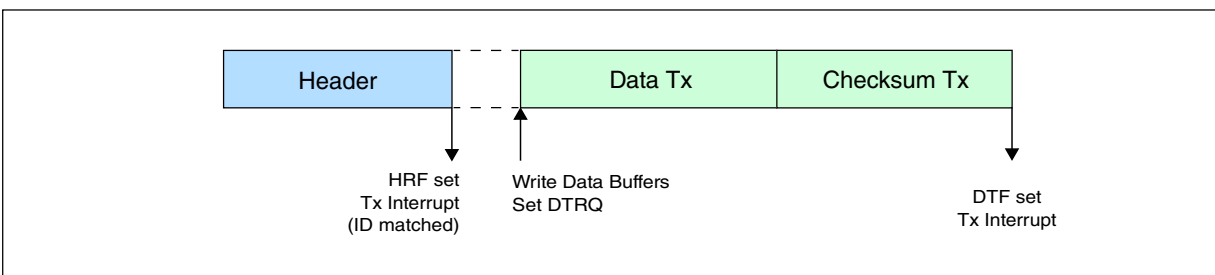 Header
Data Tx
Checksum Tx
HRF set
Tx Interrupt
(ID matched)
Write Data Buffers
Set DTRQ
DTF set
Tx Interrupt